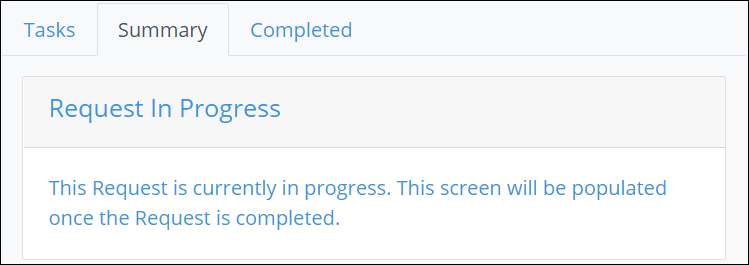 Tasks Summary Completed
Request In Progress
This Request is currently in progress. This screen will be populated
once the Request is completed.